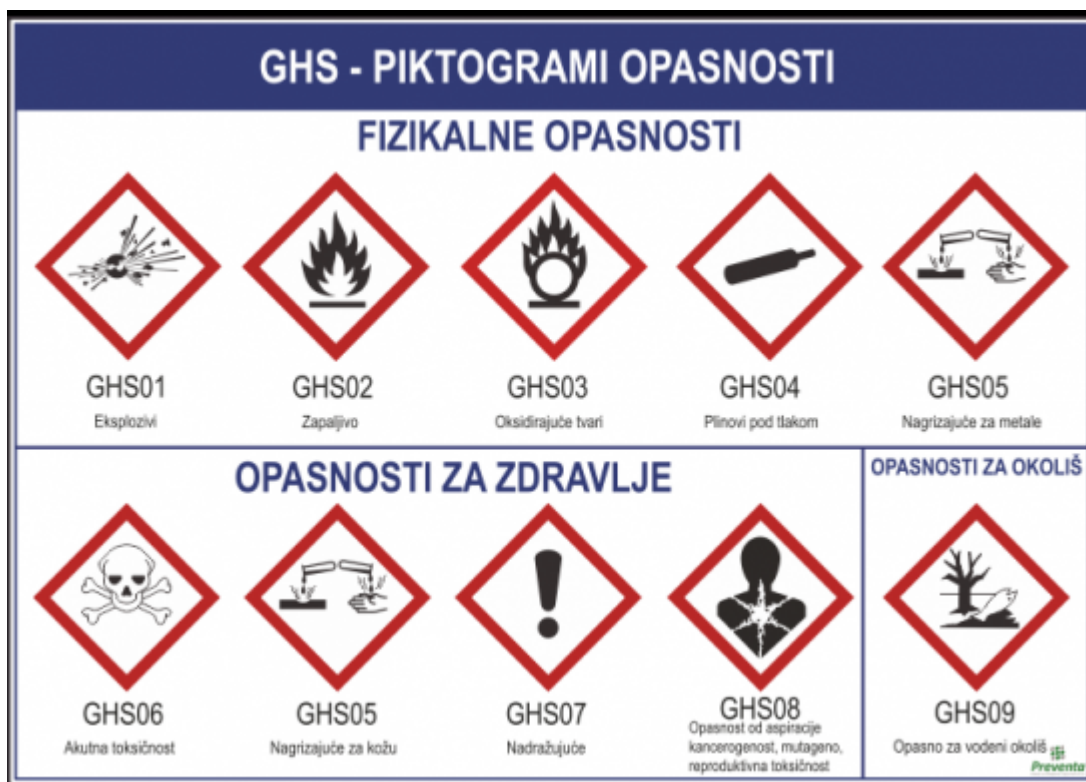 GHS - PIKTOGRAMI OPASNOSTI
FIZIKALNE OPASNOSTI
GHS01
Eksplozivi
GHS02
Zapaljivo
GHS03
Oksidirajuće tvari
GHS04
Plinovi pod tlakom
GHS05
Nagrizajuće za metale
OPASNOSTI ZA ZDRAVLJE
GHS06
Akutna toksičnost
GHS05
Nagrizajuće za kožu
GHS07
Nadražujuće
GHS08
Opasnost od aspiracije
kancerogenost, mutageno,
reproduktivna toksičnost
OPASNOSTI ZA OKOLIŠ
GHS09
Opasno za vodeni okoliš
Preventa